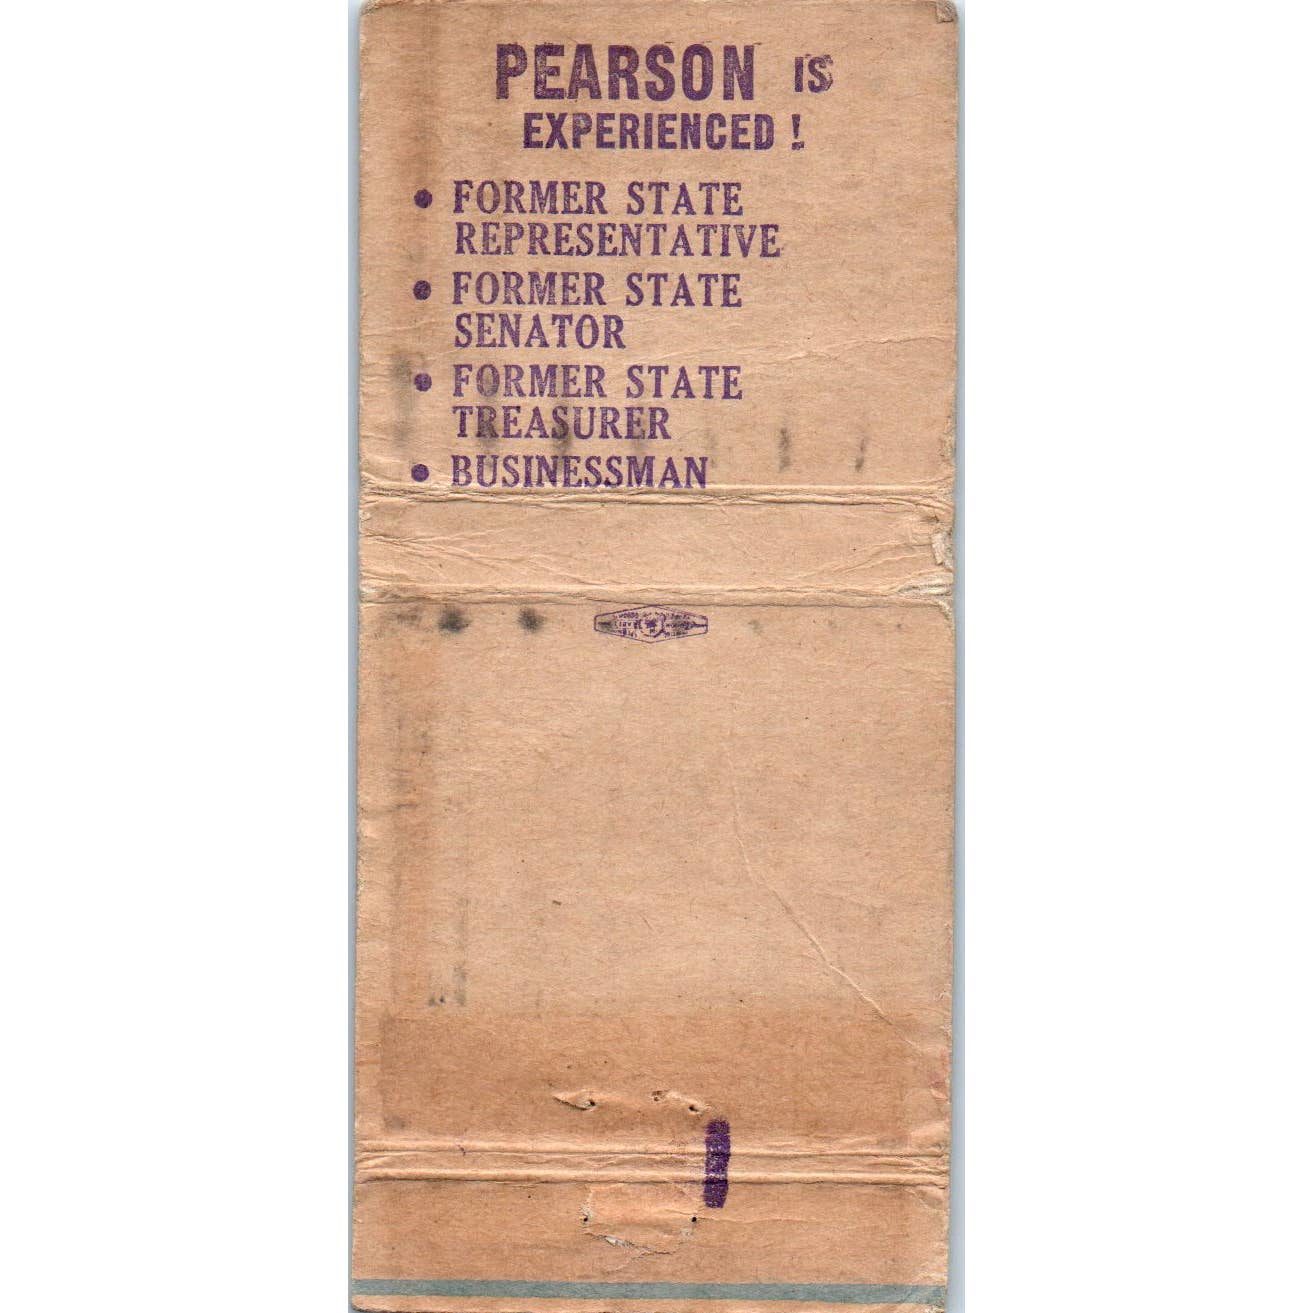 PEARSON IS
EXPERIENCED!
• FORMER STATE
REPRESENTATIVE
• FORMER STATE
SENATOR
• FORMER STATE
TREASURER
• BUSINESSMAN